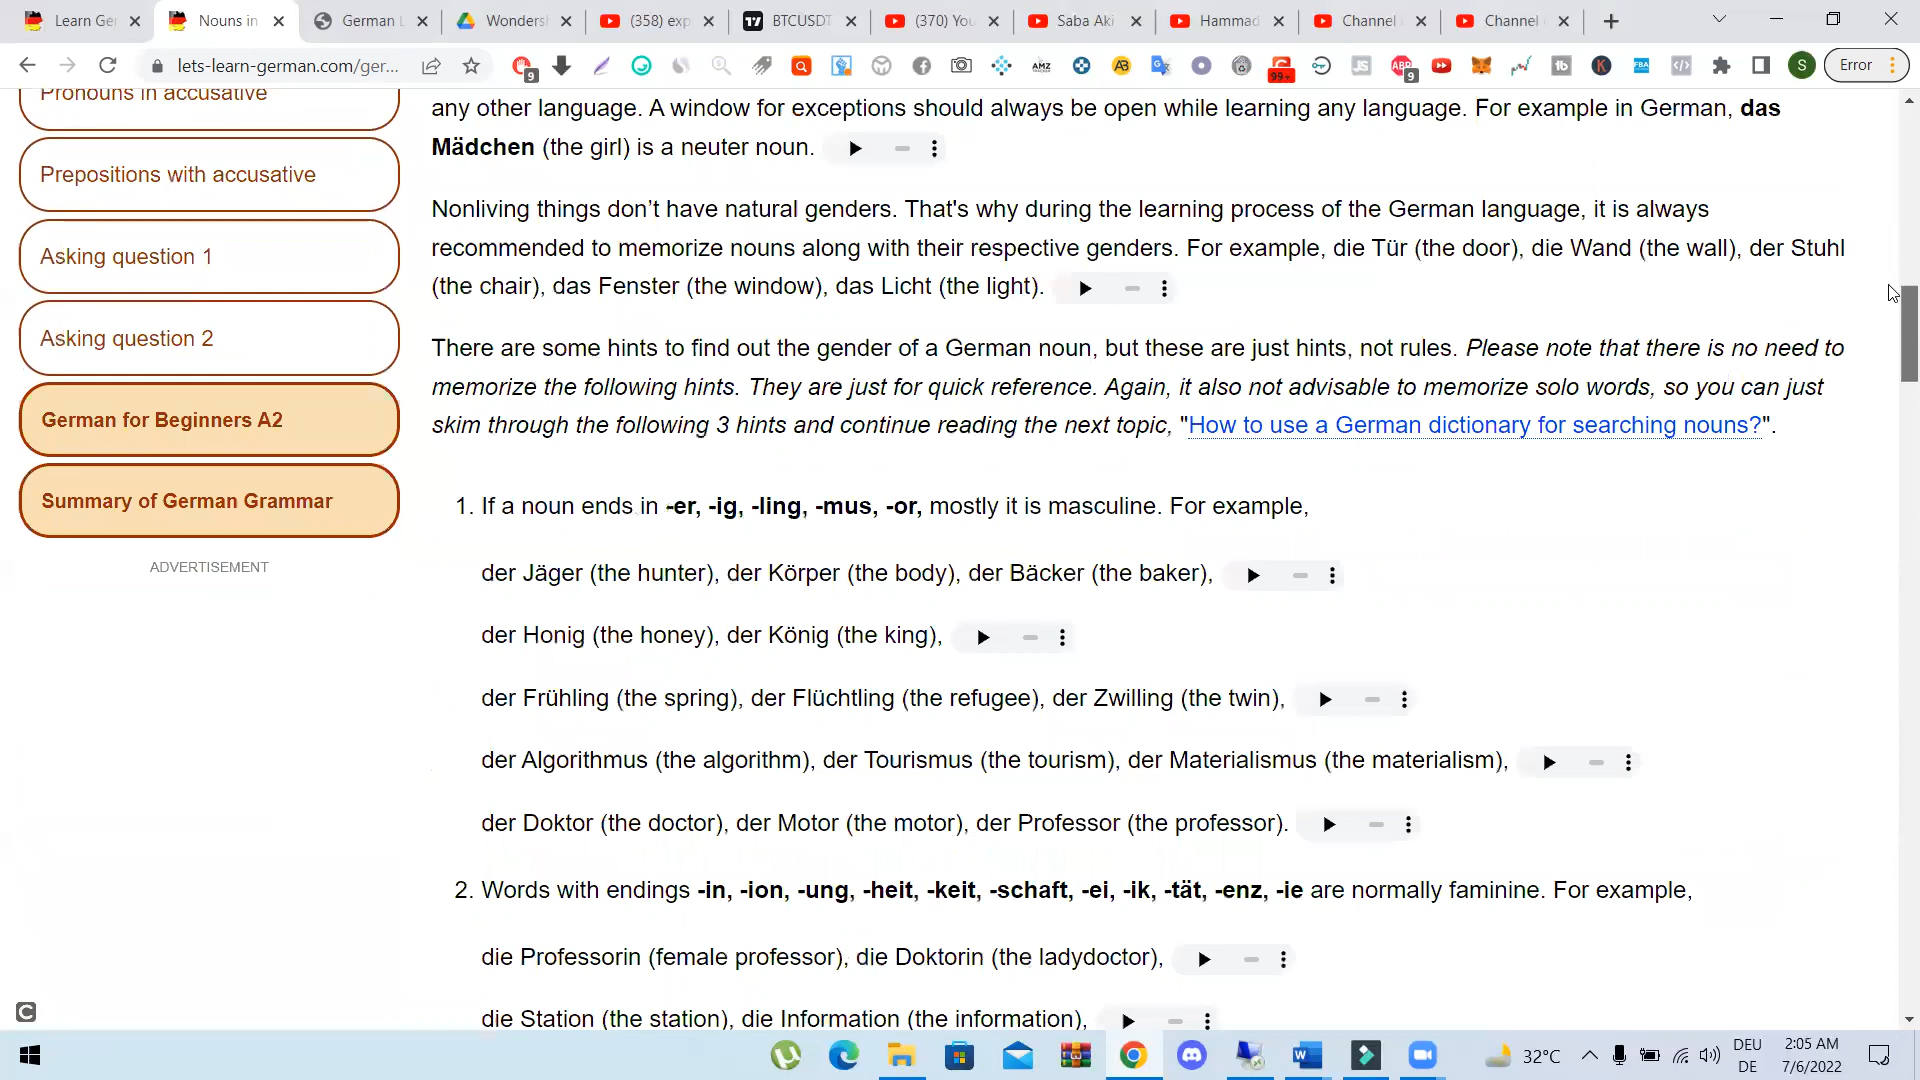 Learn Ger
Nouns in
German L
Wondersh
(358) exp
BTCUSDT
(370) You
Saba Aki
Hammad
Channel
Channel
lets-learn-german.com/ger...
Error
Pronouns in accusative
Prepositions with accusative
Asking question 1
Asking question 2
German for Beginners A2
Summary of German Grammar
ADVERTISEMENT
any other language. A window for exceptions should always be open while learning any language. For example in German, das
Mädchen (the girl) is a neuter noun.
Nonliving things don’t have natural genders. That's why during the learning process of the German language, it is always
recommended to memorize nouns along with their respective genders. For example, die Tür (the door), die Wand (the wall), der Stuhl
(the chair), das Fenster (the window), das Licht (the light).
There are some hints to find out the gender of a German noun, but these are just hints, not rules. Please note that there is no need to
memorize the following hints. They are just for quick reference. Again, it also not advisable to memorize solo words, so you can just
skim through the following 3 hints and continue reading the next topic, "How to use a German dictionary for searching nouns?".
1. If a noun ends in -er, -ig, -ling, -mus, -or, mostly it is masculine. For example,
der Jäger (the hunter), der Körper (the body), der Bäcker (the baker),
der Honig (the honey), der König (the king),
der Frühling (the spring), der Flüchtling (the refugee), der Zwilling (the twin),
der Algorithmus (the algorithm), der Tourismus (the tourism), der Materialismus (the materialism),
der Doktor (the doctor), der Motor (the motor), der Professor (the professor).
2. Words with endings -in, -ion, -ung, -heit, -keit, -schaft, -ei, -ik, -tät, -enz, -ie are normally faminine. For example,
die Professorin (female professor), die Doktorin (the ladydoctor),
die Station (the station), die Information (the information),
32°C
DEU
DE
2:05 AM
7/6/2022